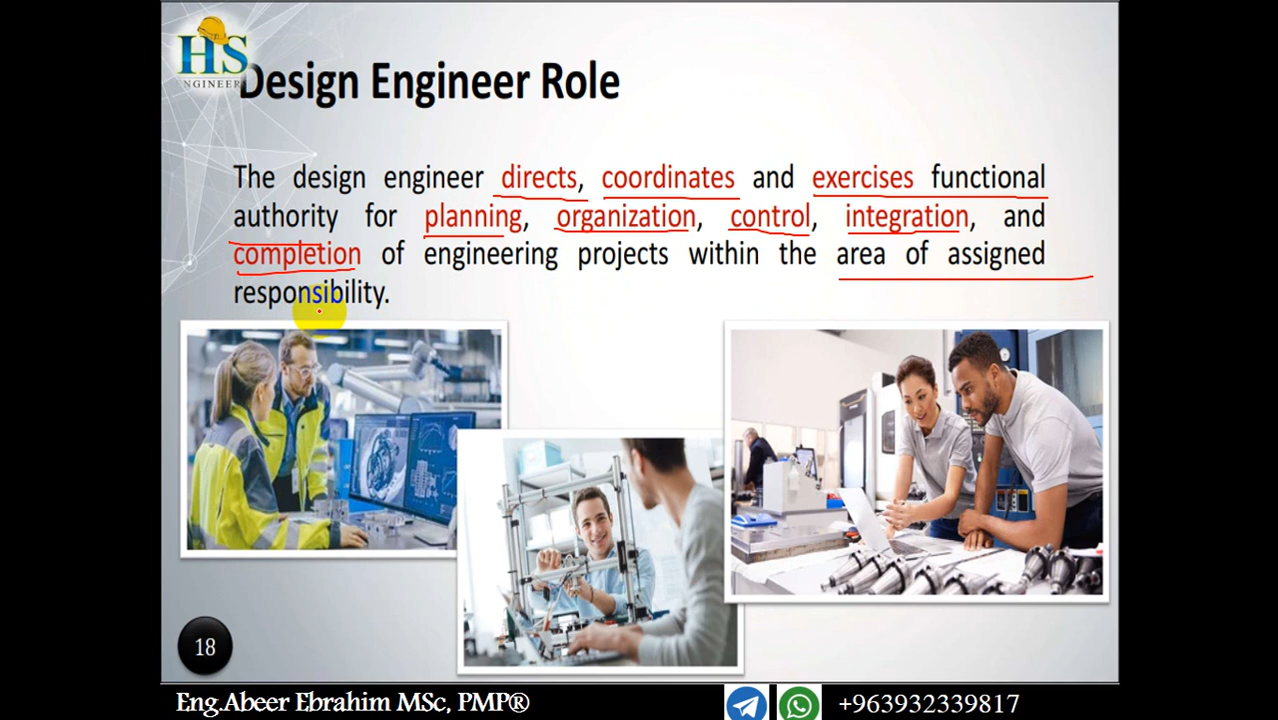 HS
ENGINEERS
Design Engineer Role
The design engineer directs, coordinates and exercises functional
authority for planning, organization, control, integration, and
completion of engineering projects within the area of assigned
responsibility.
18
Eng.Abeer Ebrahim MSc, PMP® +963932339817